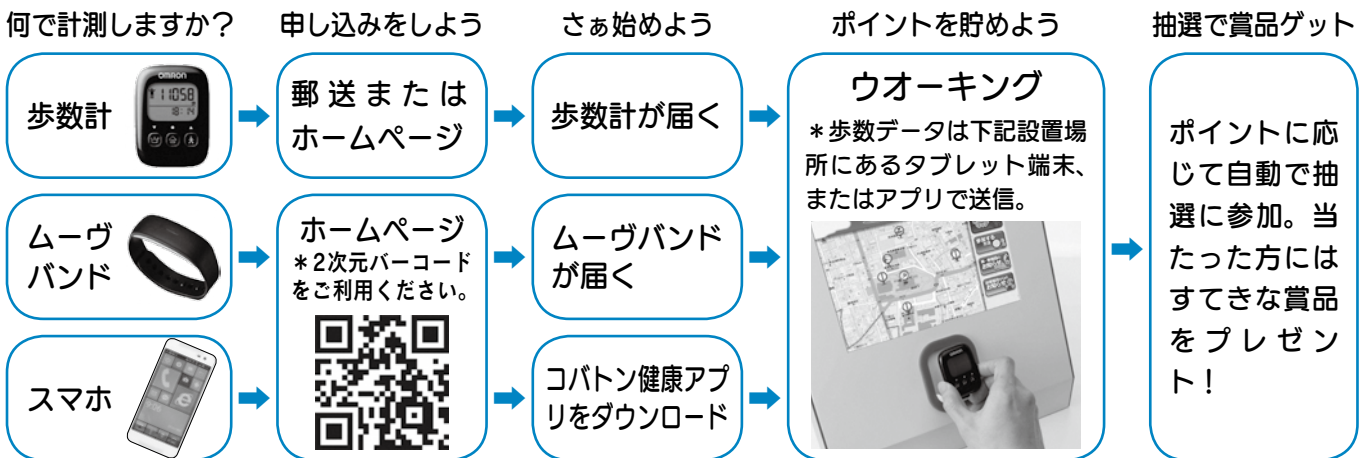 何で計測しますか?
申し込みをしよう
さぁ始めよう
ポイントを貯めよう
抽選で賞品ゲット
歩数計
OMRON
11058
18:14
郵送または
ホームページ
歩数計が届く
ウオーキング
＊歩数データは下記設置場
所にあるタブレット端末、
またはアプリで送信。
ポイントに応
じて自動で抽
選に参加。当
たった方には
すてきな賞品
をプレゼン
ト！
ムーヴ
バンド
ホームページ
＊2次元バーコード
をご利用ください。
ムーヴバンド
が届く
スマホ
コバトン健康アプ
リをダウンロード